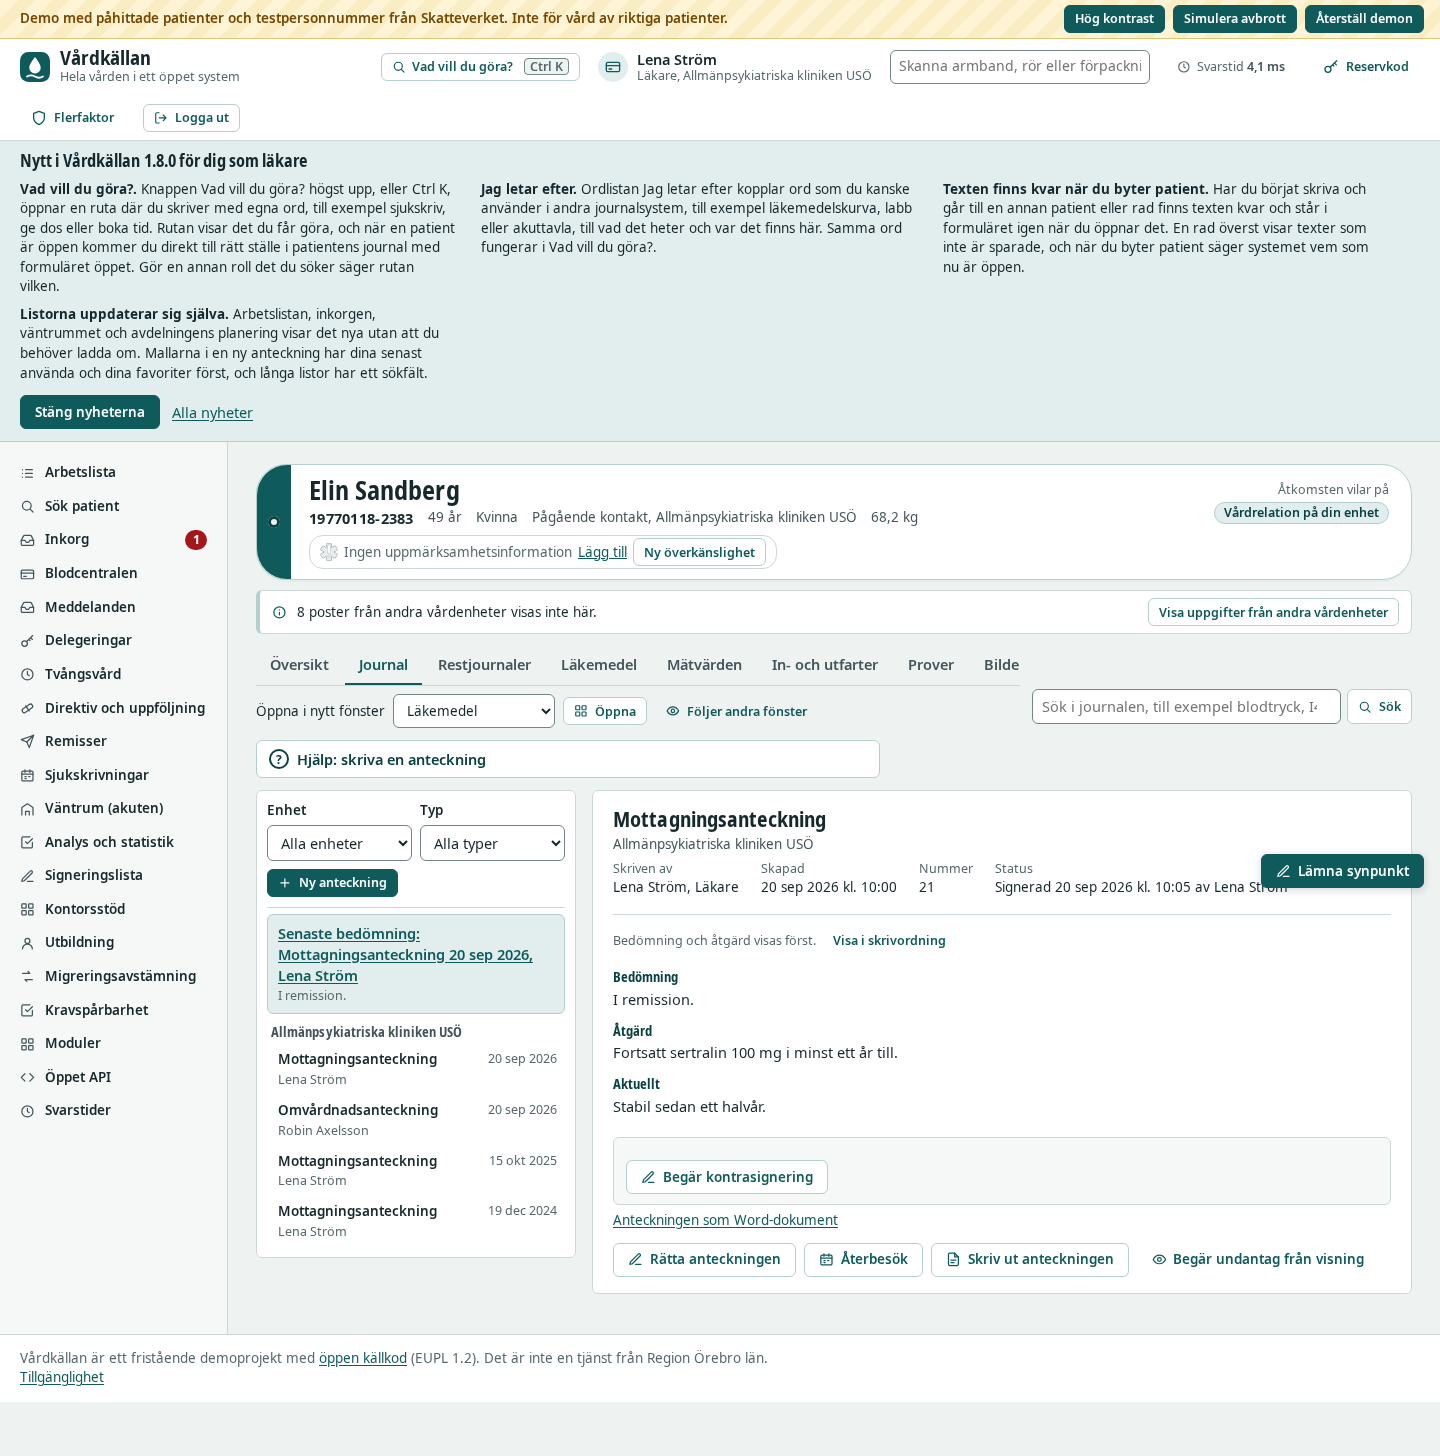 Demo med påhittade patienter och testpersonnummer från Skatteverket. Inte för vård av riktiga patienter.
Hög kontrast
Simulera avbrott
Återställ demon
Vårdkällan
Hela vården i ett öppet system
Vad vill du göra? Ctrl K
Lena Ström
Läkare, Allmänpsykiatriska kliniken USÖ
Skanna armband, rör eller förpackni
Svarstid 4,1 ms
Reservkod
Flerfaktor
Logga ut
Nytt i Vårdkällan 1.8.0 för dig som läkare
Vad vill du göra?. Knappen Vad vill du göra? högst upp, eller Ctrl K,
öppnar en ruta där du skriver med egna ord, till exempel sjukskriv,
ge dos eller boka tid. Rutan visar det du får göra, och när en patient
är öppen kommer du direkt till rätt ställe i patientens journal med
formuläret öppet. Gör en annan roll det du söker säger rutan
vilken.
Jag letar efter. Ordlistan Jag letar efter kopplar ord som du kanske
använder i andra journalsystem, till exempel läkemedelskurva, labb
eller akuttavla, till vad det heter och var det finns här. Samma ord
fungerar i Vad vill du göra?.
Texten finns kvar när du byter patient. Har du börjat skriva och
går till en annan patient eller rad finns texten kvar och står i
formuläret igen när du öppnar det. En rad överst visar texter som
inte är sparade, och när du byter patient säger systemet vem som
nu är öppen.
Listorna uppdaterar sig själva. Arbetslistan, inkorgen,
väntrummet och avdelningens planering visar det nya utan att du
behöver ladda om. Mallarna i en ny anteckning har dina senast
använda och dina favoriter först, och långa listor har ett sökfält.
Stäng nyheterna
Alla nyheter
Arbetslista
Sök patient
Inkorg 1
Blodcentralen
Meddelanden
Delegeringar
Tvångsvård
Direktiv och uppföljning
Remisser
Sjukskrivningar
Väntrum (akuten)
Analys och statistik
Signeringslista
Kontorsstöd
Utbildning
Migreringsavstämning
Kravspårbarhet
Moduler
Öppet API
Svarstider
Elin Sandberg
19770118-2383 49 år Kvinna Pågående kontakt, Allmänpsykiatriska kliniken USÖ 68,2 kg
Ingen uppmärksamhetsinformation Lägg till Ny överkänslighet
Åtkomsten vilar på
Vårdrelation på din enhet
8 poster från andra vårdenheter visas inte här.
Visa uppgifter från andra vårdenheter
Översikt Journal Restjournaler Läkemedel Mätvärden In- och utfarter Prover Bilde
Öppna i nytt fönster Läkemedel Öppna Följer andra fönster
Sök i journalen, till exempel blodtryck, I4 Sök
? Hjälp: skriva en anteckning
Enhet Typ
Alla enheter Alla typer
Ny anteckning
Senaste bedömning:
Mottagningsanteckning 20 sep 2026,
Lena Ström
I remission.
Allmänpsykiatriska kliniken USÖ
Mottagningsanteckning 20 sep 2026
Lena Ström
Omvårdnadsanteckning 20 sep 2026
Robin Axelsson
Mottagningsanteckning 15 okt 2025
Lena Ström
Mottagningsanteckning 19 dec 2024
Lena Ström
Mottagningsanteckning
Allmänpsykiatriska kliniken USÖ
Skriven av Skapad Nummer Status
Lena Ström, Läkare 20 sep 2026 kl. 10:00 21 Signerad 20 sep 2026 kl. 10:05 av Lena Ström
Lämna synpunkt
Bedömning och åtgärd visas först. Visa i skrivordning
Bedömning
I remission.
Åtgärd
Fortsatt sertralin 100 mg i minst ett år till.
Aktuellt
Stabil sedan ett halvår.
Begär kontrasignering
Anteckningen som Word-dokument
Rätta anteckningen Återbesök Skriv ut anteckningen Begär undantag från visning
Vårdkällan är ett fristående demoprojekt med öppen källkod (EUPL 1.2). Det är inte en tjänst från Region Örebro län.
Tillgänglighet